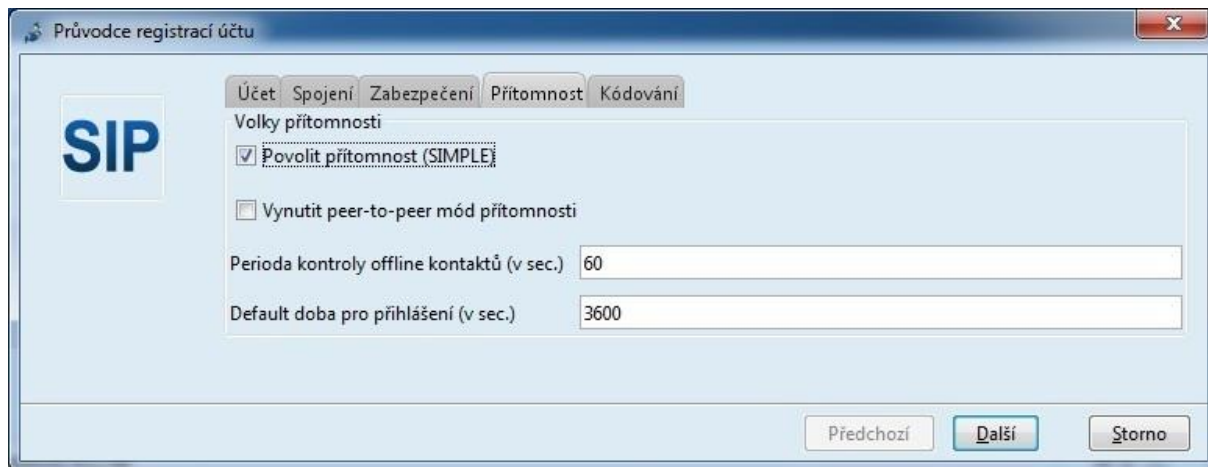 Průvodce registrací účtu
SIP
Účet Spojení Zabezpečení Přítomnost Kódování
Volky přítomnosti
Povolit přítomnost (SIMPLE)
Vynutit peer-to-peer mód přítomnosti
Perioda kontroly offline kontaktů (v sec.) 60
Default doba pro přihlášení (v sec.) 3600
Předchozí Další Storno